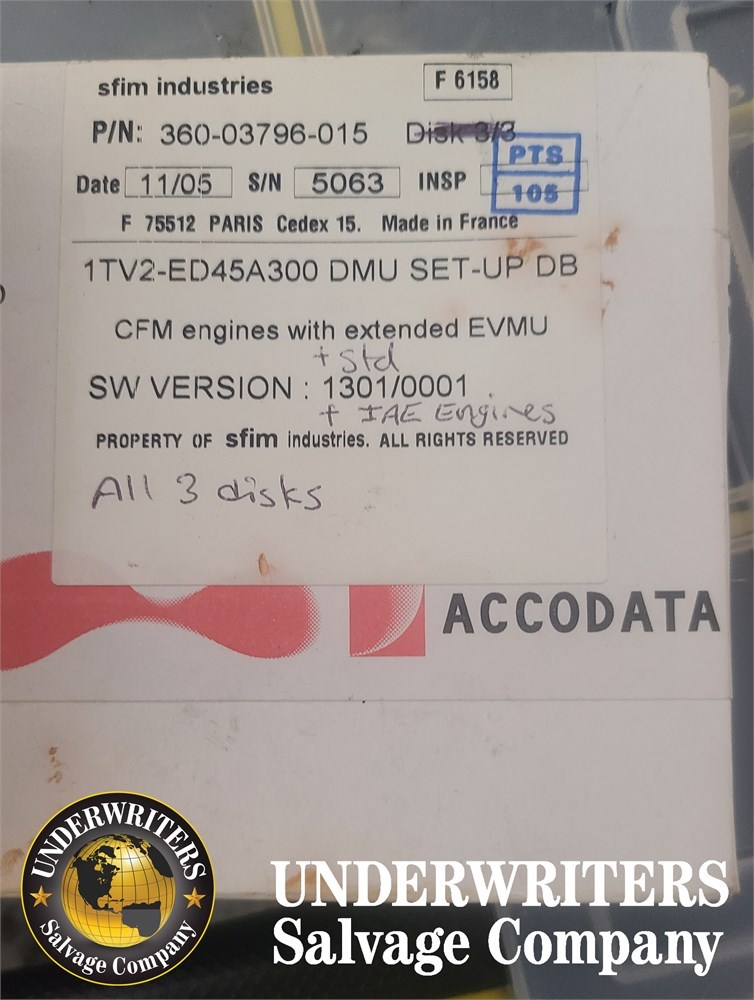 sfim industries
F 6158
P/N: 360-03796-015 Disk 3/3
PTS
Date 11/05 S/N 5063 INSP
105
F 75512 PARIS Cedex 15. Made in France
1TV2-ED45A300 DMU SET-UP DB
CFM engines with extended EVMU
+ Std
SW VERSION : 1301/0001
+ IAE Engines
PROPERTY OF sfim industries. ALL RIGHTS RESERVED
All 3 disks
ACCODATA
UNDERWRITERS
Salvage Company
UNDERWRITERS
Salvage Company